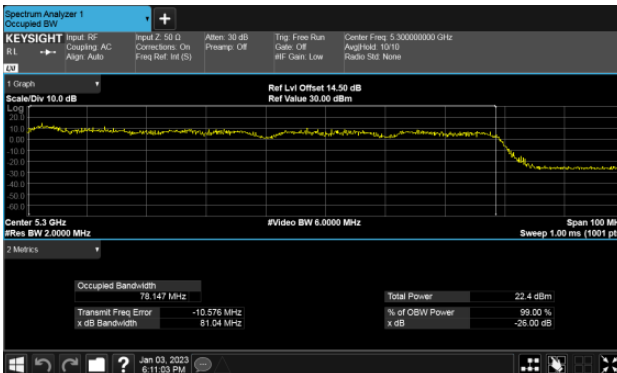 Spectrum Analyzer 1
Occupied BW
KEYSIGHT Input: RF Input Z: 50 Ω Atten: 30 dB Trig: Free Run Center Freq: 5.300000000 GHz
R L Coupling: AC Corrections: On Preamp: Off Gate: Off Avg|Hold: 10/10
Align: Auto Freq Ref: Int (S) #IF Gain: Low Radio Std: None
LXI
1 Graph Ref Lvl Offset 14.50 dB
Scale/Div 10.0 dB Ref Value 30.00 dBm
Log
20.0
10.0
0.00
-10.0
-20.0
-30.0
-40.0
-50.0
-60.0
Center 5.3 GHz #Video BW 6.0000 MHz Span 100
#Res BW 2.0000 MHz Sweep 1.00 ms (1001
2 Metrics
Occupied Bandwidth
78.147 MHz Total Power 22.4 dBm
Transmit Freq Error -10.576 MHz % of OBW Power 99.00 %
x dB Bandwidth 81.04 MHz x dB -26.00 dB
? Jan 03, 2023
6:11:03 PM